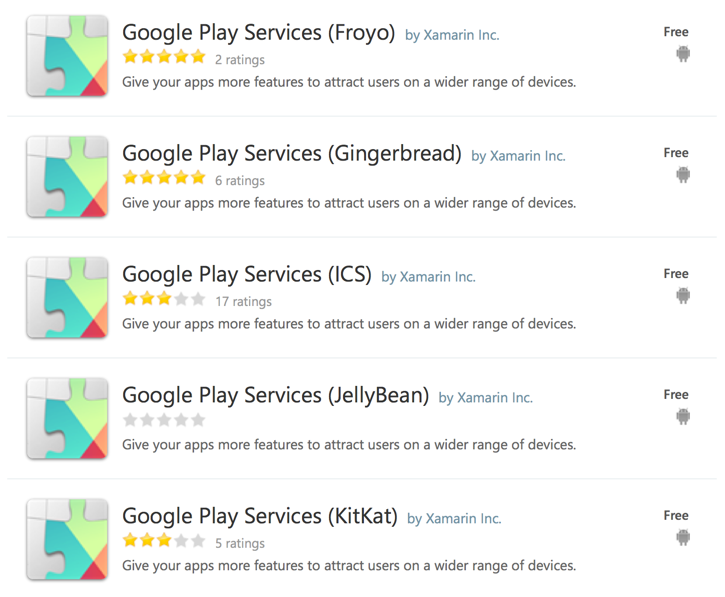 Google Play Services (Froyo) by Xamarin Inc. Free
2 ratings
Give your apps more features to attract users on a wider range of devices.
Google Play Services (Gingerbread) by Xamarin Inc. Free
6 ratings
Give your apps more features to attract users on a wider range of devices.
Google Play Services (ICS) by Xamarin Inc. Free
17 ratings
Give your apps more features to attract users on a wider range of devices.
Google Play Services (JellyBean) by Xamarin Inc. Free
Give your apps more features to attract users on a wider range of devices.
Google Play Services (KitKat) by Xamarin Inc. Free
5 ratings
Give your apps more features to attract users on a wider range of devices.